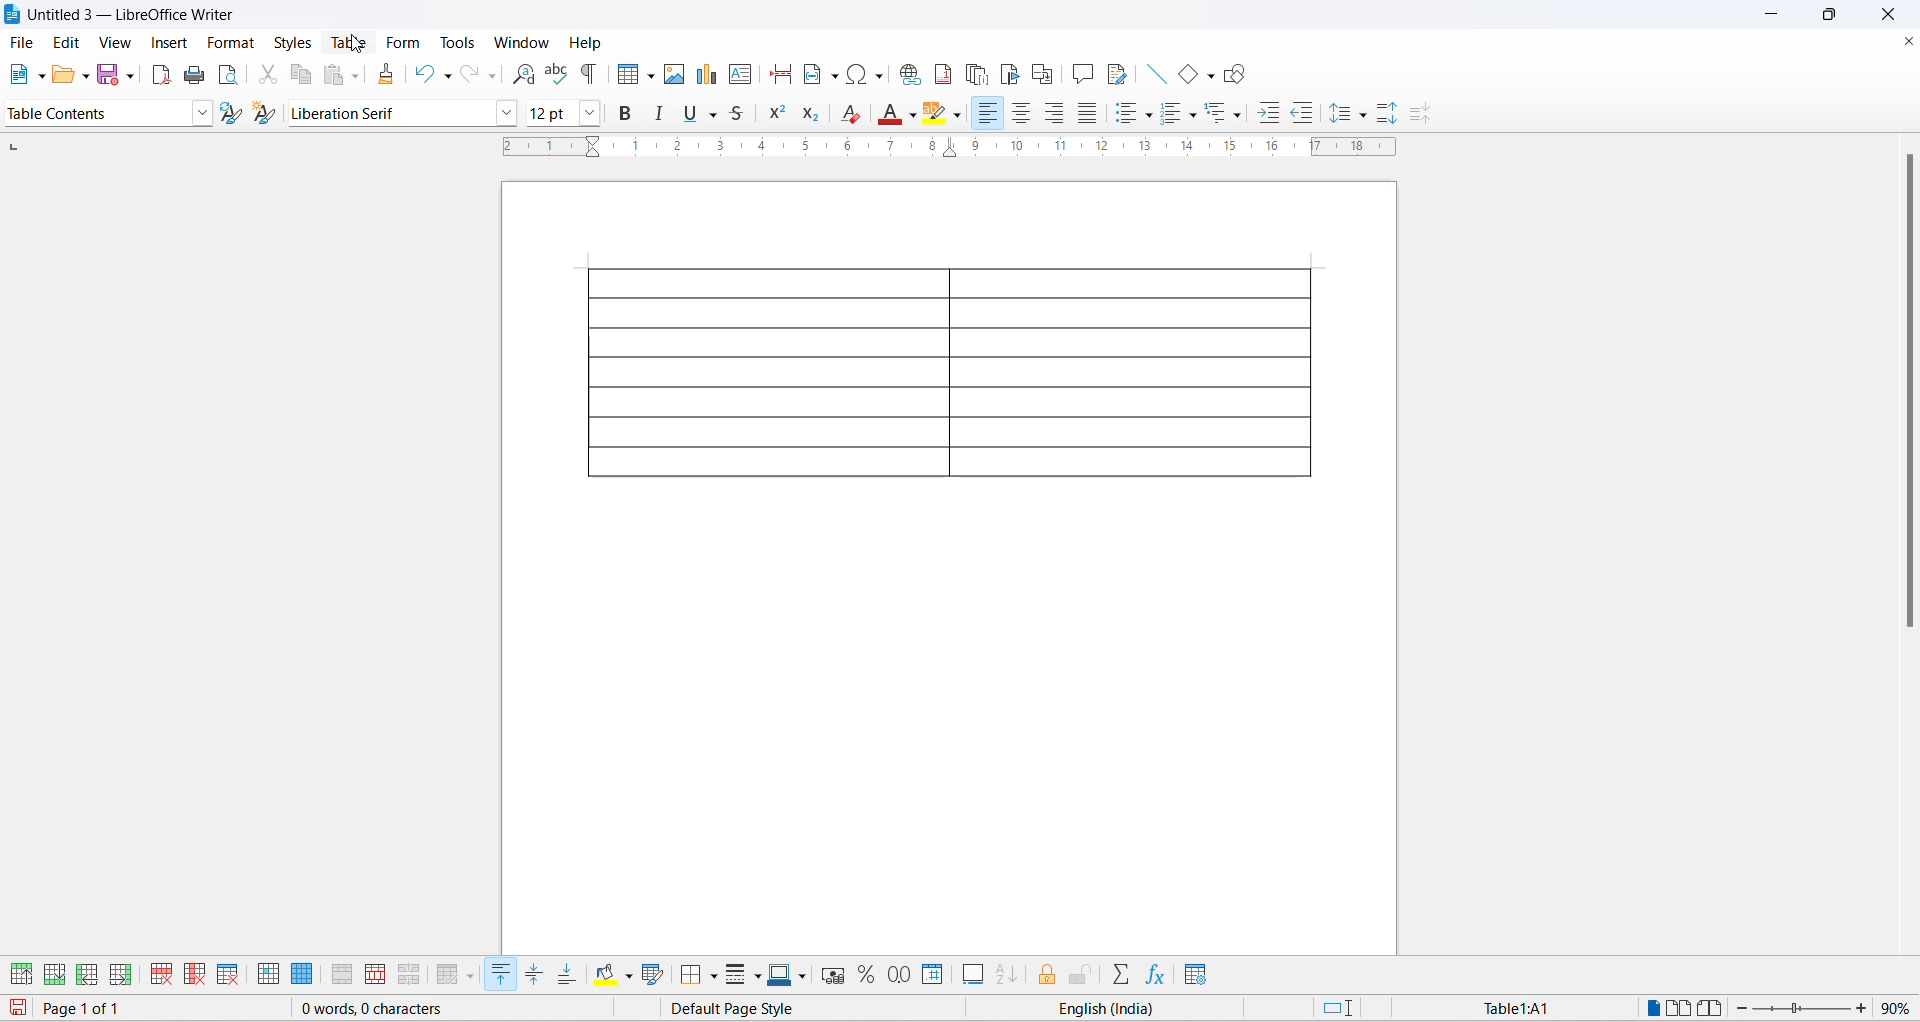 Untitled 3 — LibreOffice Writer
File Edit View Insert Format Styles Table Form Tools Window Help
Table Contents Liberation Serif 12 pt
2 1 1 2 3 4 5 6 7 8 9 10 11 12 13 14 15 16 17 18
Page 1 of 1 0 words, 0 characters Default Page Style English (India) Table1:A1 90%